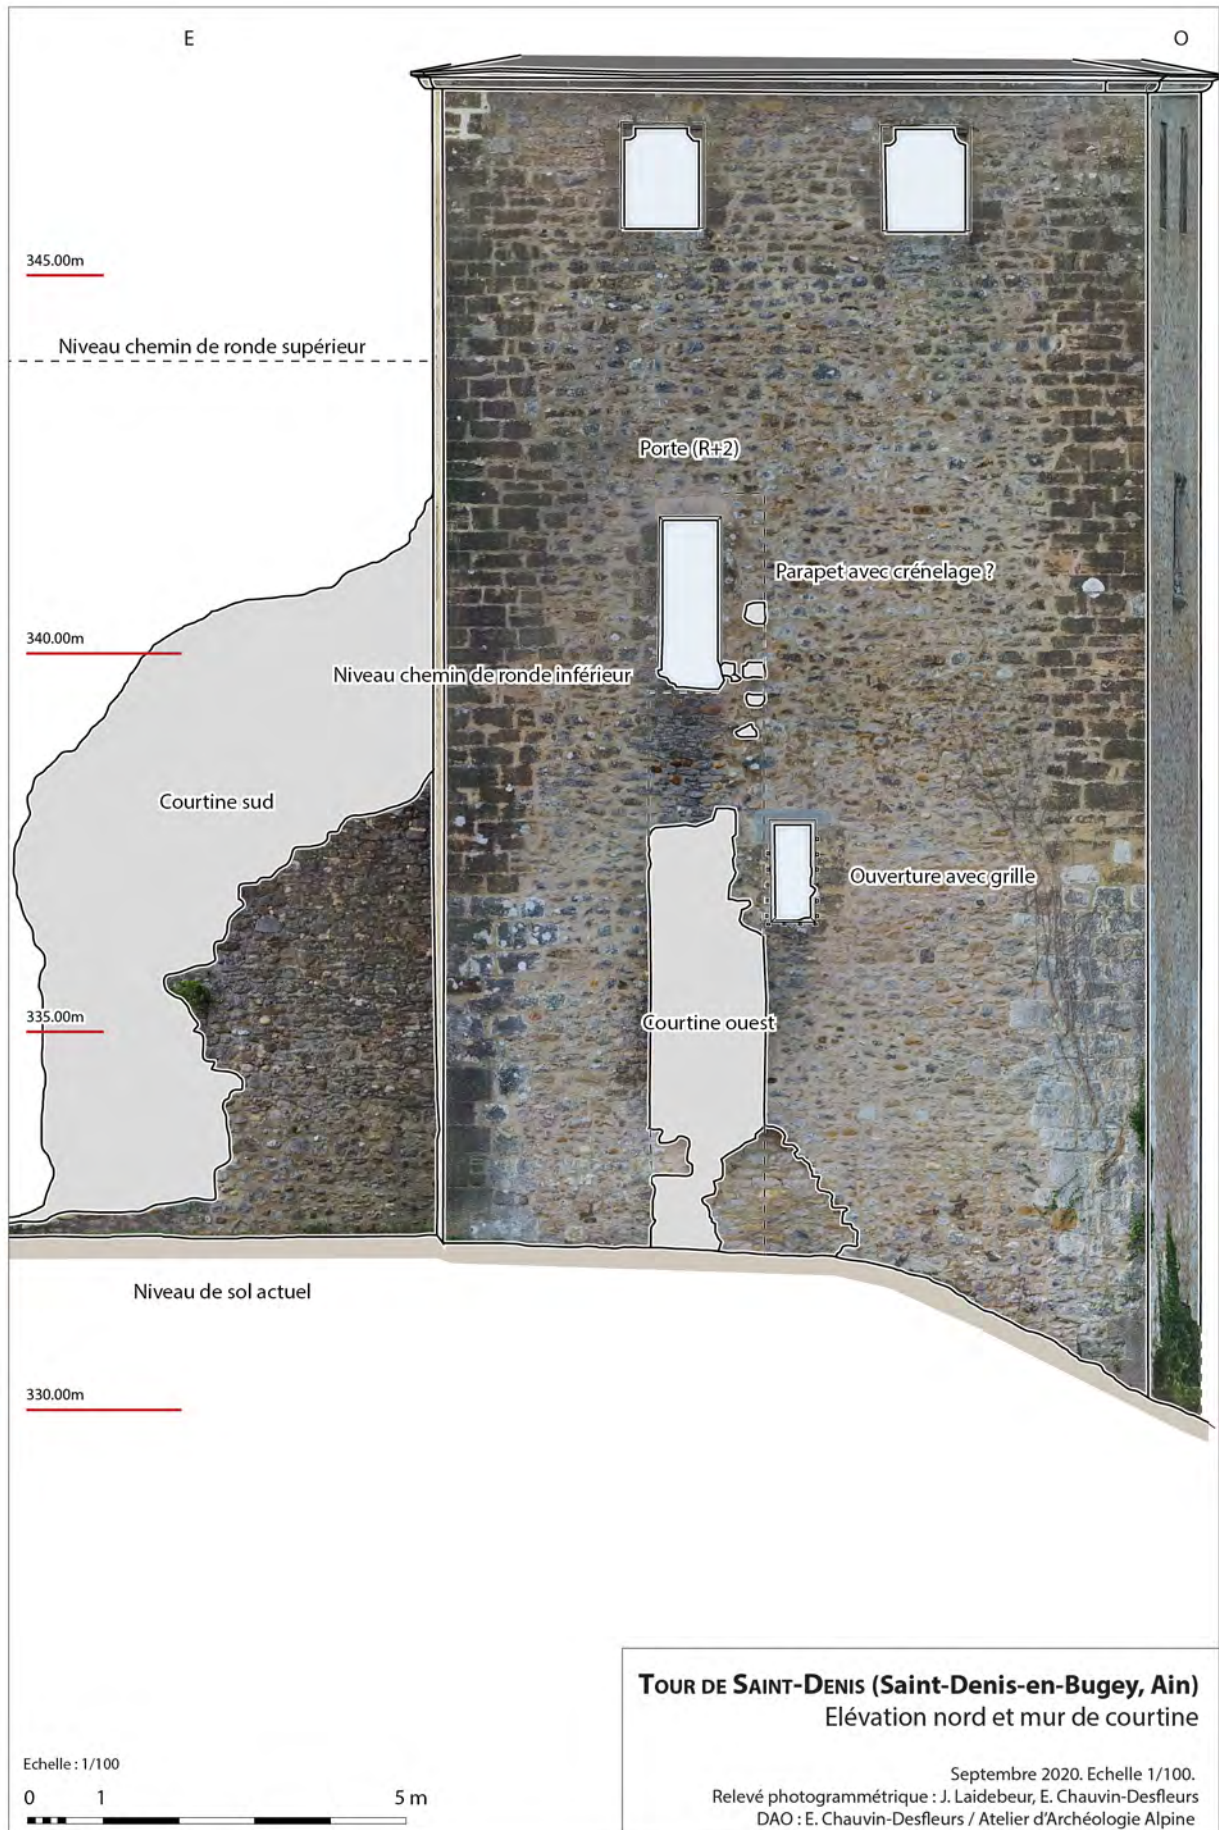 E
O
345.00m
Niveau chemin de ronde supérieur
Porte (R+2)
Parapet avec crénelage ?
340.00m
Niveau chemin de ronde inférieur
Courtine sud
Ouverture avec grille
335.00m
Courtine ouest
Niveau de sol actuel
330.00m
TOUR DE SAINT-DENIS (Saint-Denis-en-Bugey, Ain)
Elévation nord et mur de courtine
Echelle : 1/100
0 1 5 m
Septembre 2020. Echelle 1/100.
Relevé photogrammétrique : J. Laidebeur, E. Chauvin-Desfleurs
DAO : E. Chauvin-Desfleurs / Atelier d'Archéologie Alpine